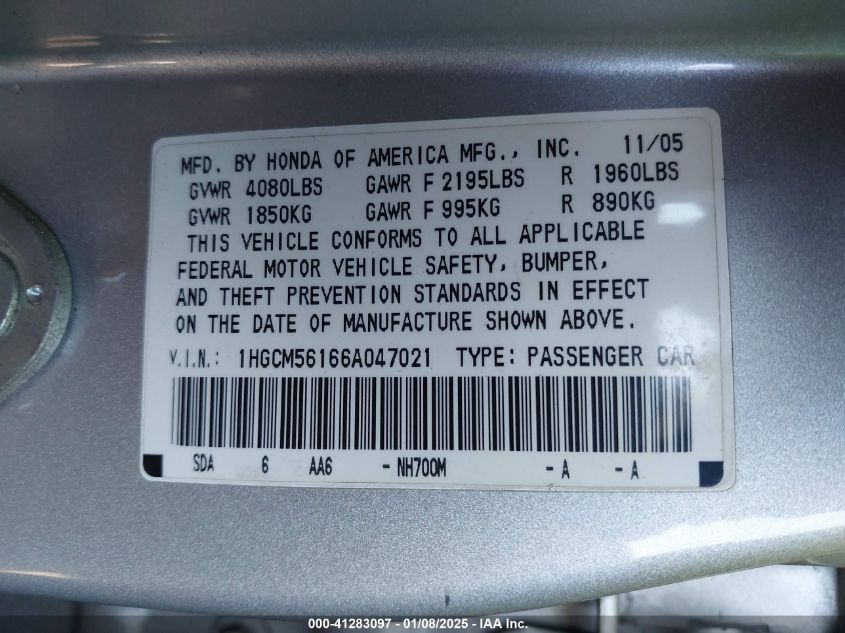 MFD. BY HONDA OF AMERICA MFG., INC. 11/05
GVWR 4080LBS GAWR F 2195LBS R 1960LBS
GVWR 1850KG GAWR F 995KG R 890KG
THIS VEHICLE CONFORMS TO ALL APPLICABLE
FEDERAL MOTOR VEHICLE SAFETY, BUMPER,
AND THEFT PREVENTION STANDARDS IN EFFECT
ON THE DATE OF MANUFACTURE SHOWN ABOVE.
V.I.N.: 1HGCM56166A047021 TYPE: PASSENGER CAR
SDA 6 AA6 - NH700M - A - A
000-41283097 - 01/08/2025 - IAA Inc.